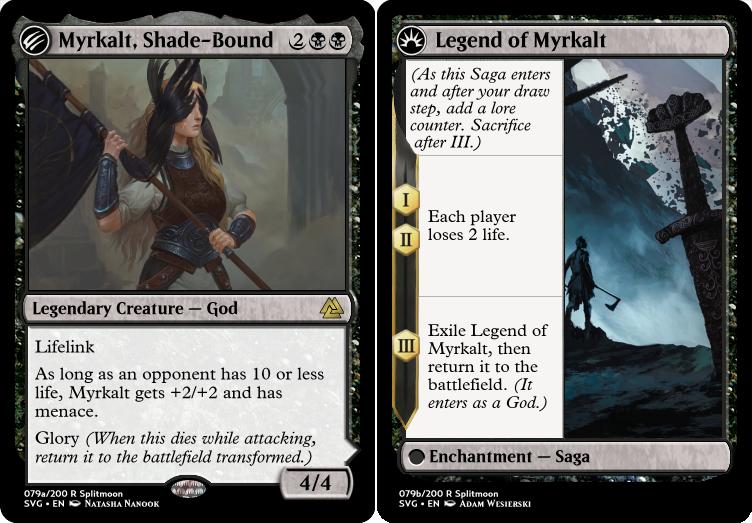 Myrkalt, Shade-Bound
2
Legendary Creature — God
Lifelink
As long as an opponent has 10 or less
life, Myrkalt gets +2/+2 and has
menace.
Glory (When this dies while attacking,
return it to the battlefield transformed.)
4/4
079a/200 R Splitmoon
SVG • EN Natasha Nanook
Legend of Myrkalt
(As this Saga enters
and after your draw
step, add a lore
counter. Sacrifice
after III.)
I
II
Each player
loses 2 life.
III
Exile Legend of
Myrkalt, then
return it to the
battlefield. (It
enters as a God.)
Enchantment — Saga
079b/200 R Splitmoon
SVG • EN Adam Wesierski